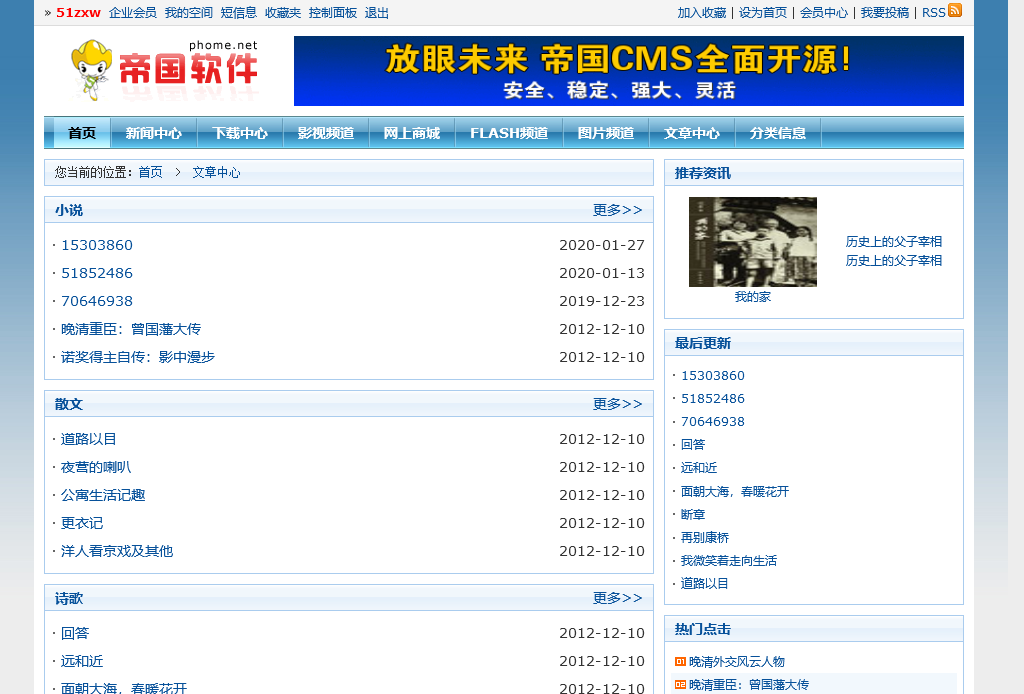 » 51zxw 企业会员 我的空间 短信息 收藏夹 控制面板 退出
加入收藏 | 设为首页 | 会员中心 | 我要投稿 | RSS
phome.net
帝国软件
放眼未来 帝国CMS全面开源!
安全、稳定、强大、灵活
首页 新闻中心 下载中心 影视频道 网上商城 FLASH频道 图片频道 文章中心 分类信息
您当前的位置：首页 > 文章中心
小说 更多>>
· 15303860 2020-01-27
· 51852486 2020-01-13
· 70646938 2019-12-23
· 晚清重臣：曾国藩大传 2012-12-10
· 诺奖得主自传：影中漫步 2012-12-10
散文 更多>>
· 道路以目 2012-12-10
· 夜营的喇叭 2012-12-10
· 公寓生活记趣 2012-12-10
· 更衣记 2012-12-10
· 洋人看京戏及其他 2012-12-10
诗歌 更多>>
· 回答 2012-12-10
· 远和近 2012-12-10
· 面朝大海，春暖花开 2012-12-10
推荐资讯
我的家
历史上的父子宰相
历史上的父子宰相
最后更新
· 15303860
· 51852486
· 70646938
· 回答
· 远和近
· 面朝大海，春暖花开
· 断章
· 再别康桥
· 我微笑着走向生活
· 道路以目
热门点击
01 晚清外交风云人物
02 晚清重臣：曾国藩大传